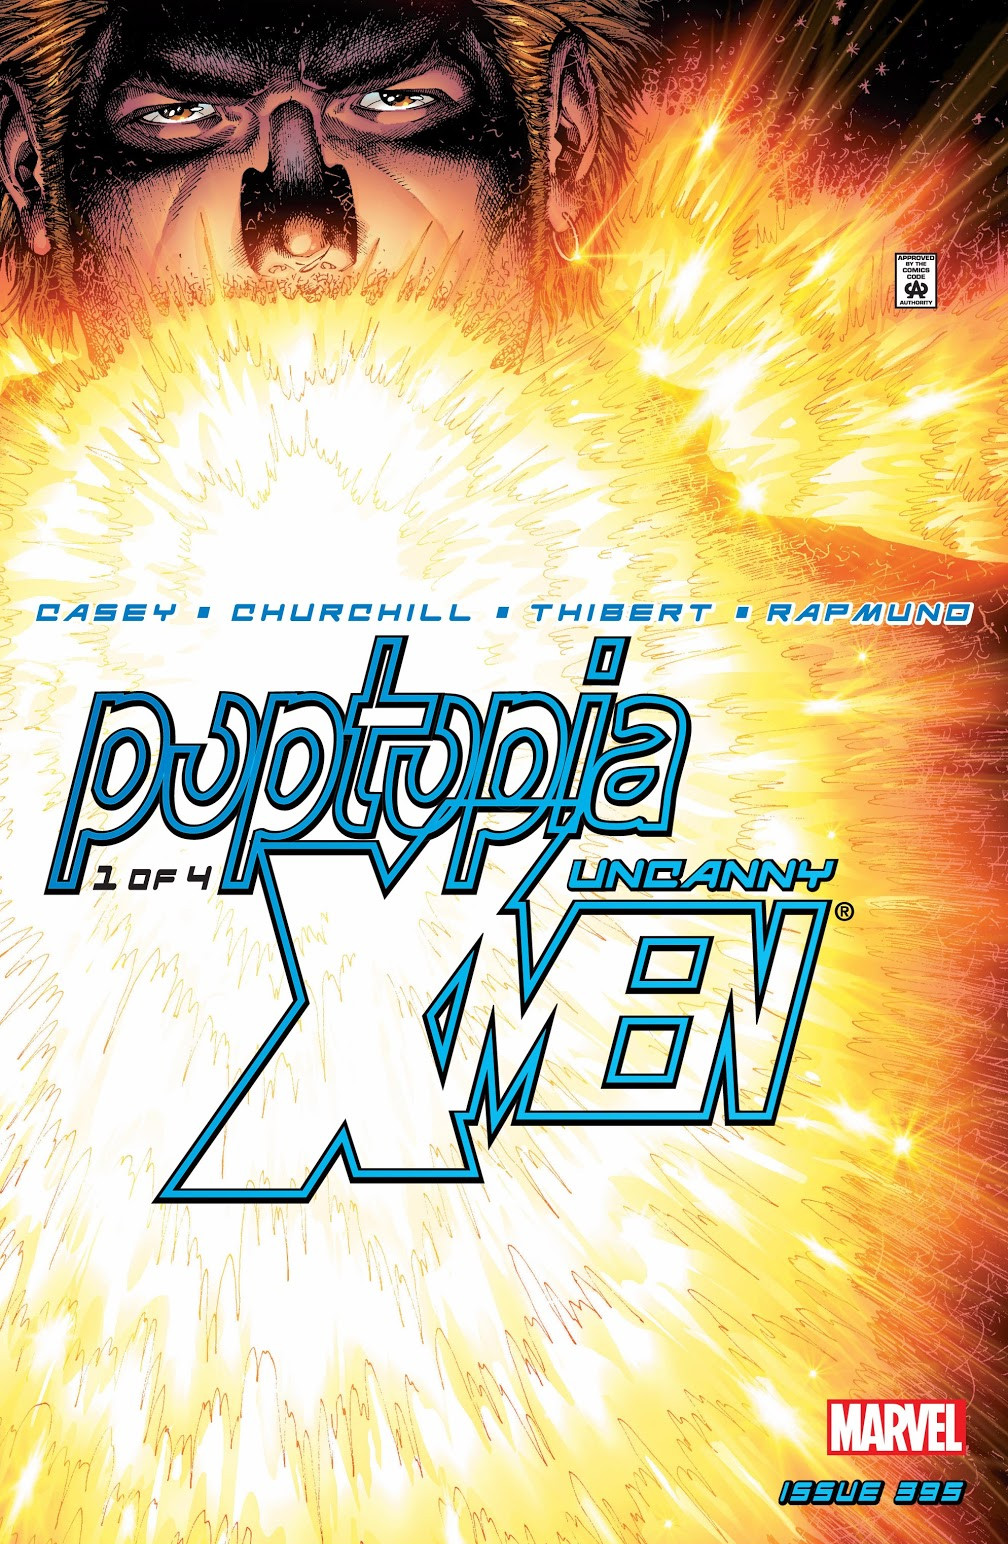 APPROVED
BY THE
COMICS
CODE
CA
AUTHORITY
CASEY ▪ CHURCHILL ▪ THIBERT ▪ RAPMUND
poptopia
1 OF 4
UNCANNY
X-MEN®
MARVEL
ISSUE 395